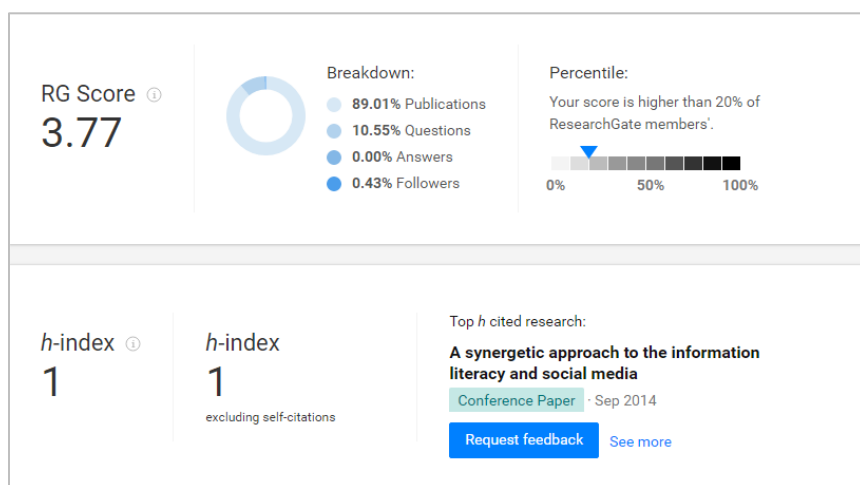 RG Score
3.77
Breakdown:
89.01% Publications
10.55% Questions
0.00% Answers
0.43% Followers
Percentile:
Your score is higher than 20% of
ResearchGate members'.
0% 50% 100%
h-index
1
h-index
1
excluding self-citations
Top h cited research:
A synergetic approach to the information
literacy and social media
Conference Paper · Sep 2014
Request feedback See more